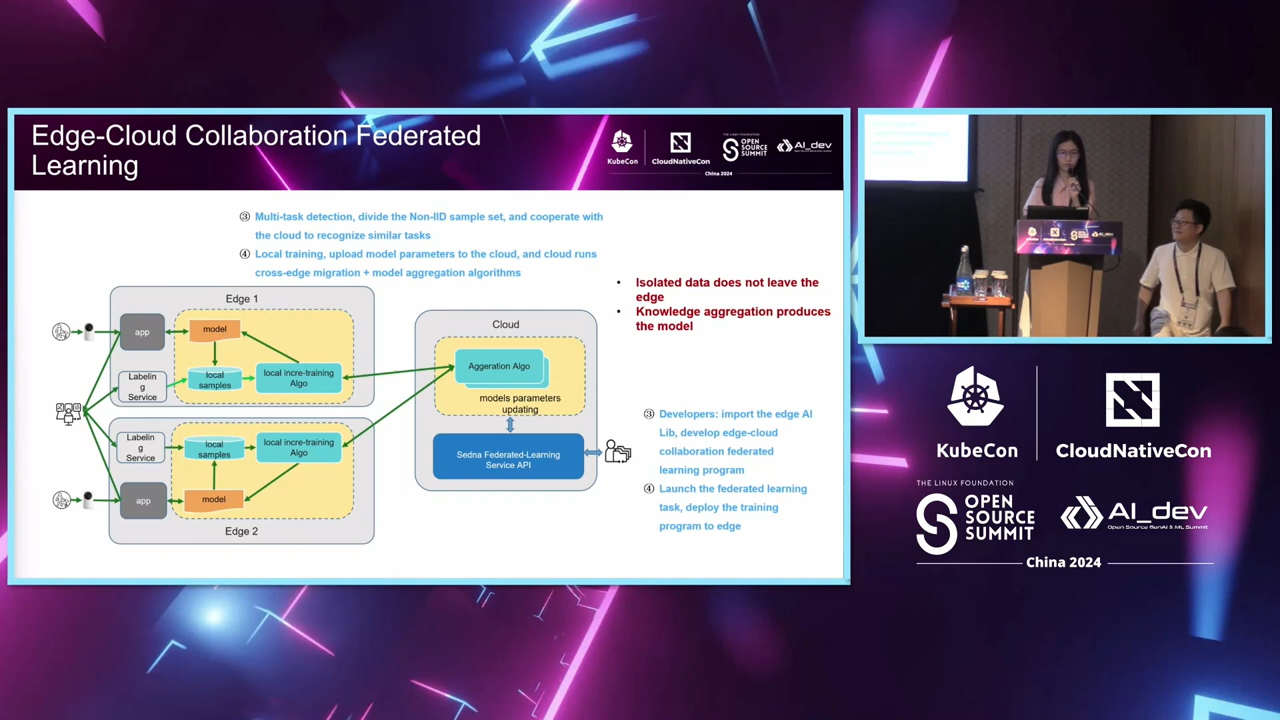 Edge-Cloud Collaboration Federated
Learning
KubeCon
CloudNativeCon
THE LINUX FOUNDATION
OPEN
SOURCE
SUMMIT
AI_dev
China 2024
③ Multi-task detection, divide the Non-IID sample set, and cooperate with
the cloud to recognize similar tasks
④ Local training, upload model parameters to the cloud, and cloud runs
cross-edge migration + model aggregation algorithms
• Isolated data does not leave the
edge
• Knowledge aggregation produces
the model
Edge 1
app
model
Labelin
g
Service
local
samples
local incre-training
Algo
Labelin
g
Service
local
samples
local incre-training
Algo
app
model
Edge 2
Cloud
Aggeration Algo
models parameters
updating
Sedna Federated-Learning
Service API
③ Developers: import the edge AI
Lib, develop edge-cloud
collaboration federated
learning program
④ Launch the federated learning
task, deploy the training
program to edge
KubeCon
CloudNativeCon
THE LINUX FOUNDATION
OPEN
SOURCE
SUMMIT
AI_dev
Open Source GenAI & ML Summit
China 2024